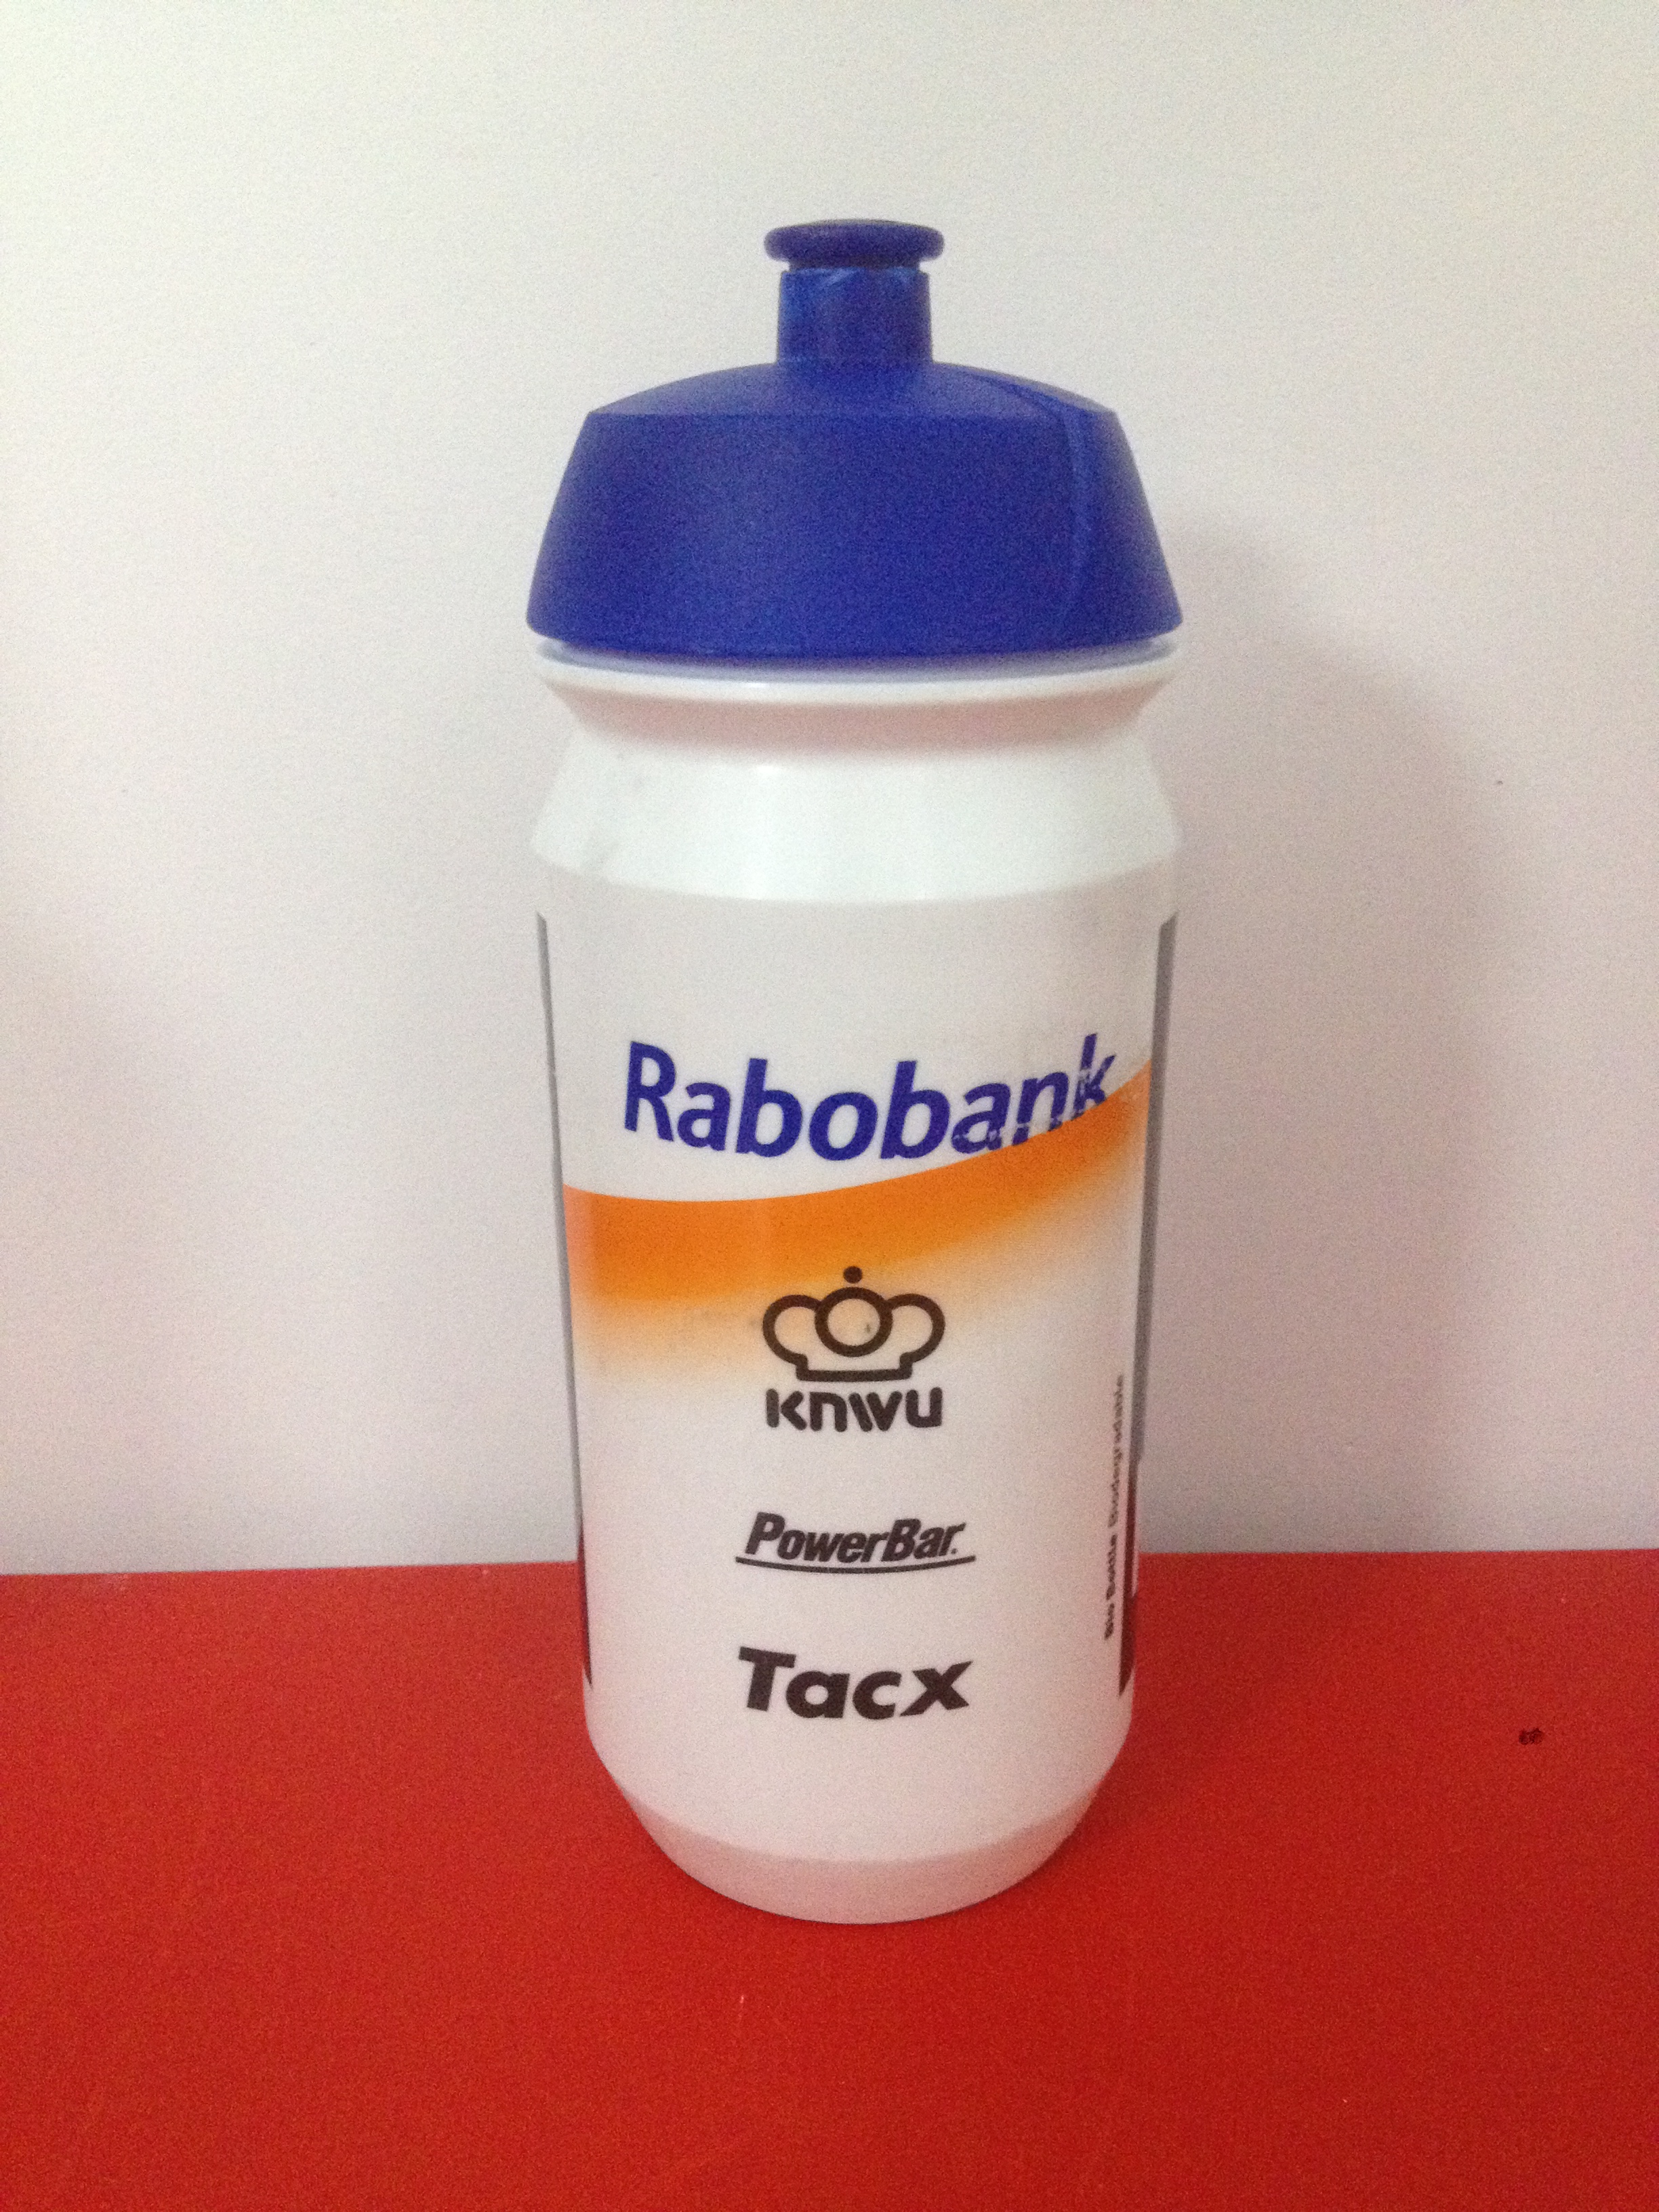 Rabobank
KNWU
PowerBar.
Tacx
Bio Bottle Biodegradable